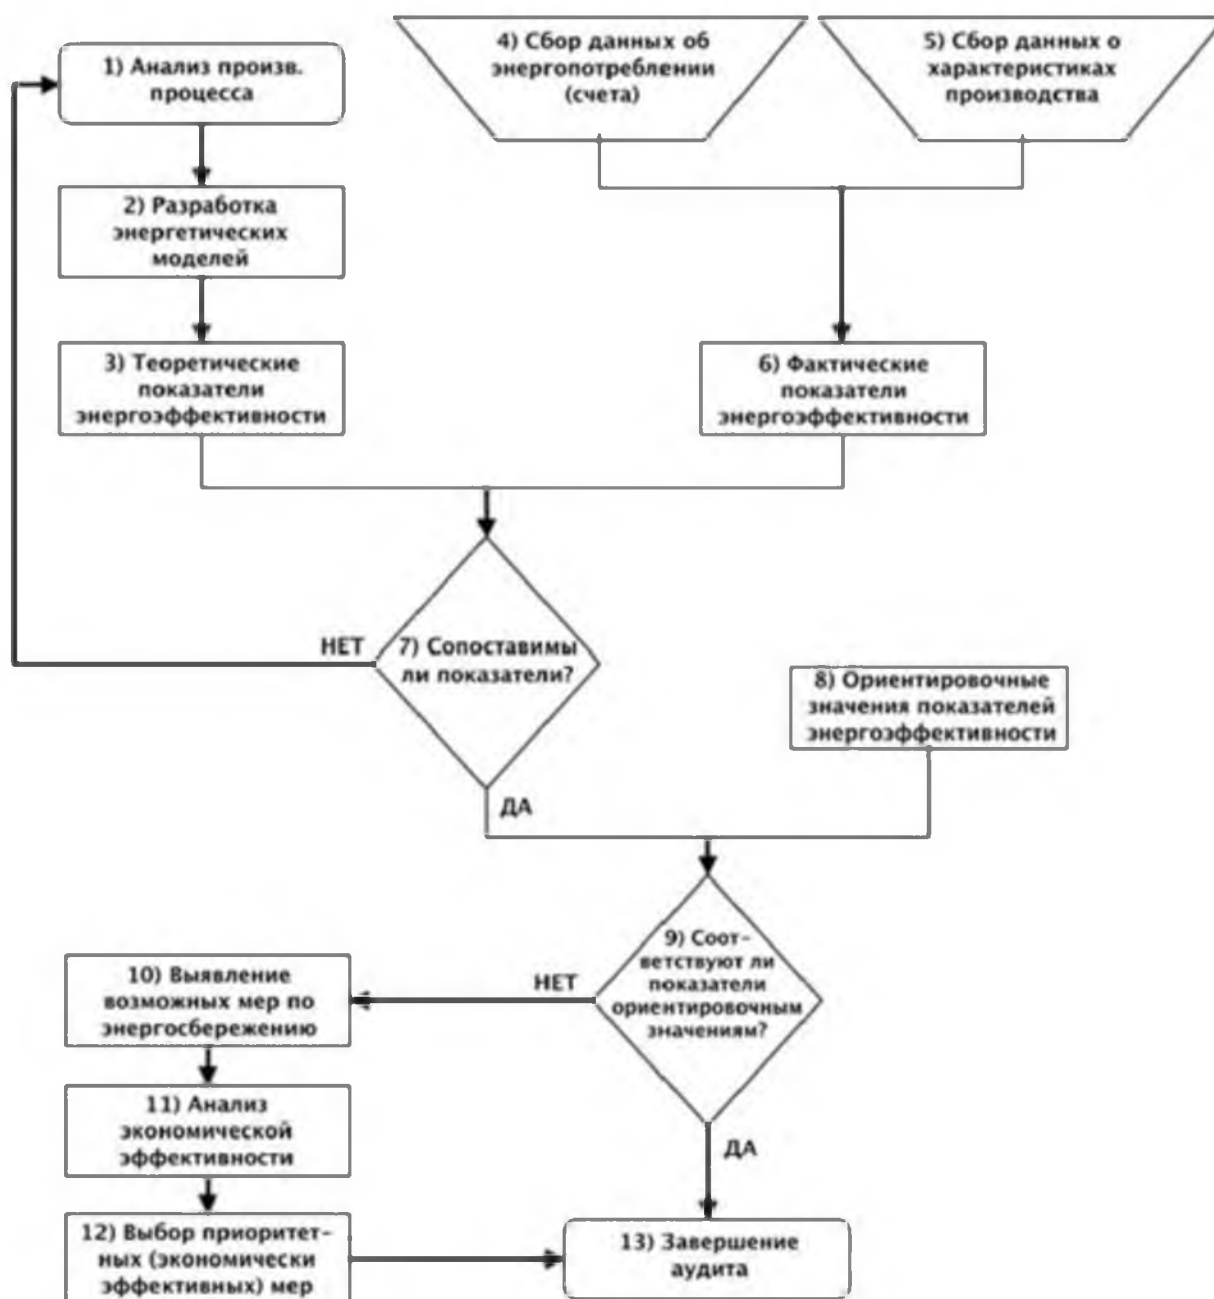 1) Анализ произв.
процесса
4) Сбор данных об
энергопотреблении
(счета)
5) Сбор данных о
характеристиках
производства
2) Разработка
энергетических
моделей
3) Теоретические
показатели
энергоэффективности
6) Фактические
показатели
энергоэффективности
НЕТ
7) Сопоставимы
ли показатели?
8) Ориентировочные
значения показателей
энергоэффективности
ДА
9) Соот-
ветствуют ли
показатели
ориентировочным
значениям?
НЕТ
10) Выявление
возможных мер по
энергосбережению
11) Анализ
экономической
эффективности
ДА
12) Выбор приоритет-
ных (экономически
эффективных) мер
13) Завершение
аудита